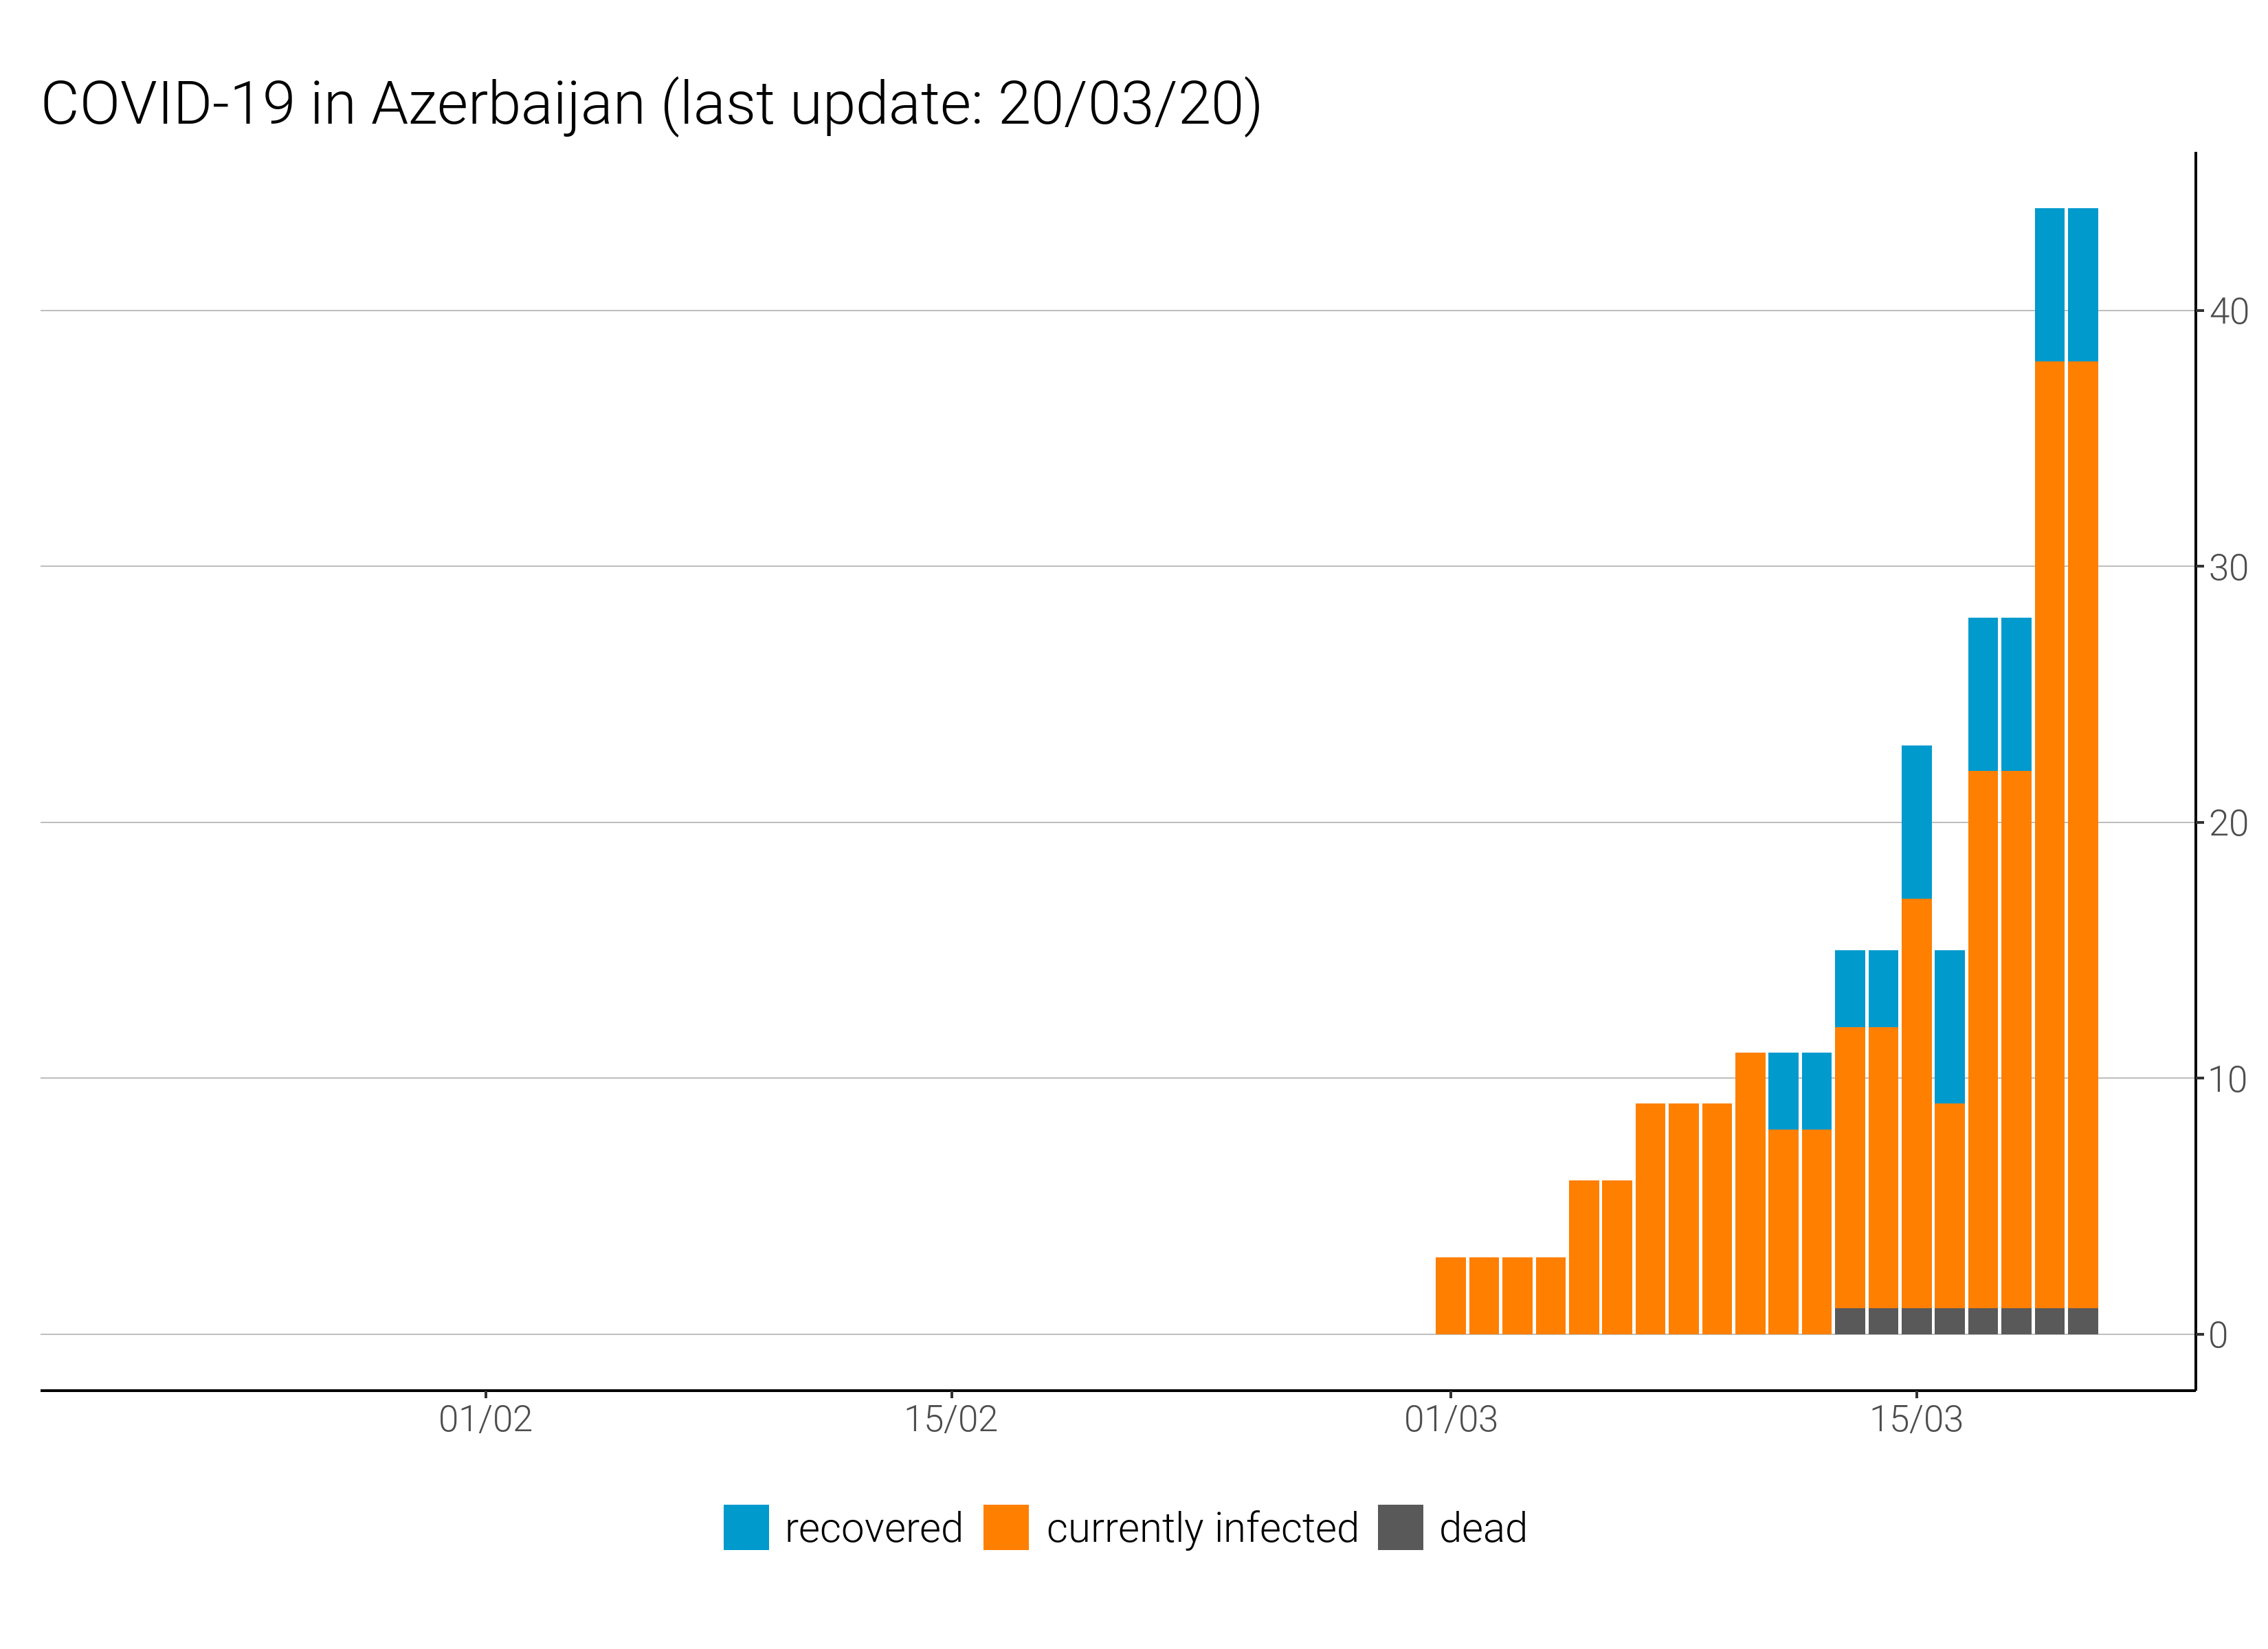 COVID-19 in Azerbaijan (last update: 20/03/20)
40
30
20
10
0
01/02 15/02 01/03 15/03
recovered currently infected dead